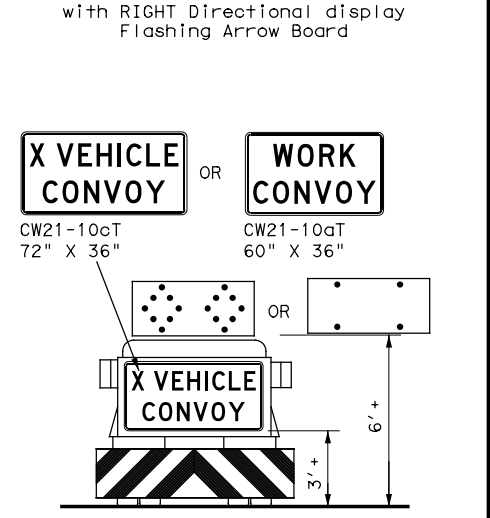 with RIGHT Directional display
Flashing Arrow Board
X VEHICLE
CONVOY
OR
WORK
CONVOY
CW21-10cT
72" X 36"
CW21-10aT
60" X 36"
OR
X VEHICLE
CONVOY
3'+
6'+